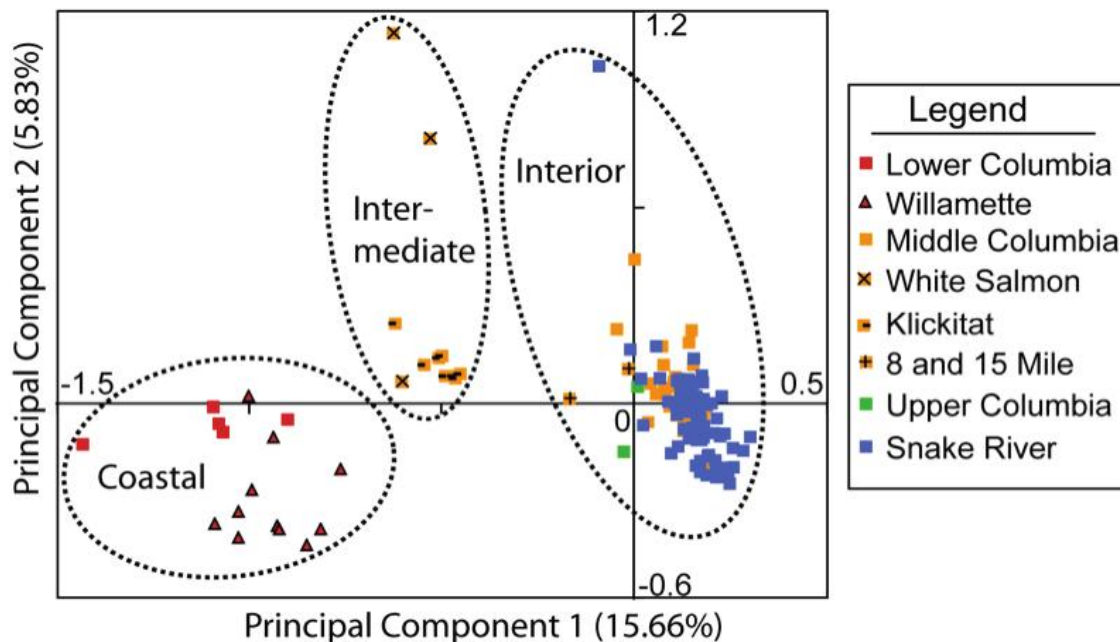 Principal Component 2 (5.83%)
1.2
Interior
Inter-
mediate
-1.5
0.5
0
Coastal
-0.6
Principal Component 1 (15.66%)
Legend
Lower Columbia
Willamette
Middle Columbia
White Salmon
Klickitat
8 and 15 Mile
Upper Columbia
Snake River